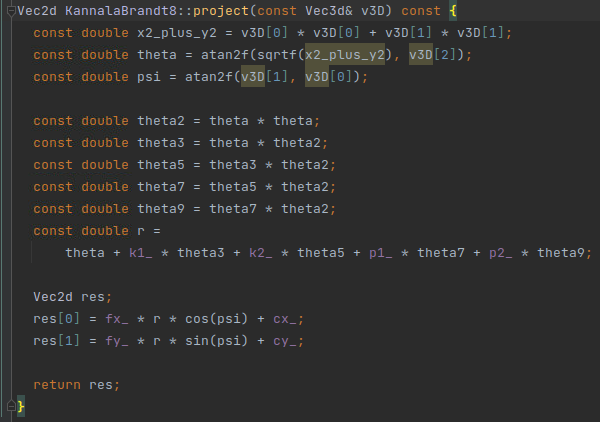 Vec2d KannalaBrandt8::project(const Vec3d& v3D) const {
const double x2_plus_y2 = v3D[0] * v3D[0] + v3D[1] * v3D[1];
const double theta = atan2f(sqrtf(x2_plus_y2), v3D[2]);
const double psi = atan2f(v3D[1], v3D[0]);
const double theta2 = theta * theta;
const double theta3 = theta * theta2;
const double theta5 = theta3 * theta2;
const double theta7 = theta5 * theta2;
const double theta9 = theta7 * theta2;
const double r =
theta + k1_ * theta3 + k2_ * theta5 + p1_ * theta7 + p2_ * theta9;
Vec2d res;
res[0] = fx_ * r * cos(psi) + cx_;
res[1] = fy_ * r * sin(psi) + cy_;
return res;
}